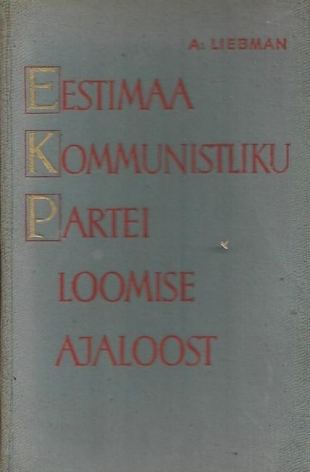 A. LIEBMAN
EESTIMAA
KOMMUNISTLIKU
PARTEI
LOOMISE
AJALOOST